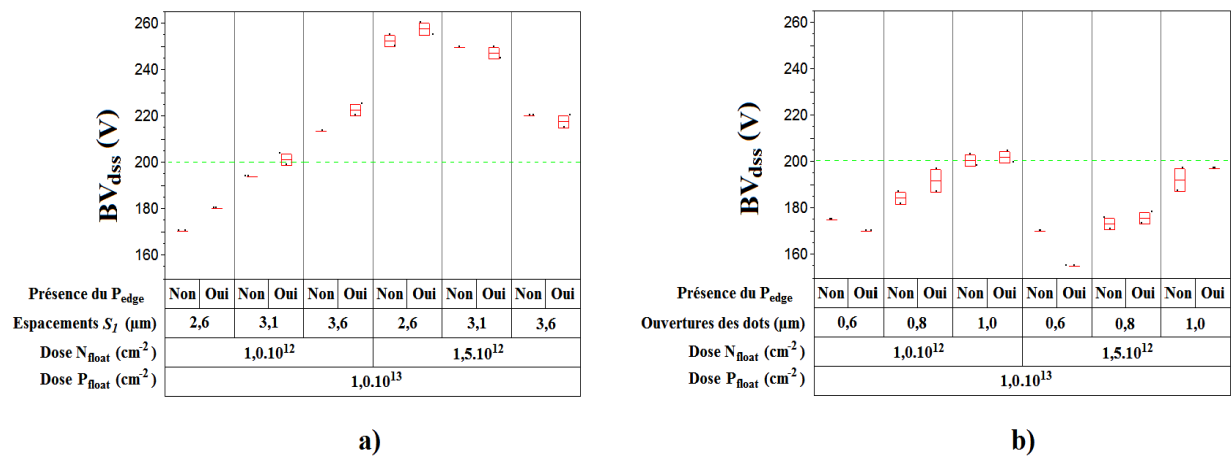 BVdss (V)
260
240
220
200
180
160
Présence du Pedge Non Oui Non Oui Non Oui Non Oui Non Oui Non Oui
Espacements S1 (µm) 2,6 3,1 3,6 2,6 3,1 3,6
Dose Nfloat (cm-2) 1,0.10^12 1,5.10^12
Dose Pfloat (cm-2) 1,0.10^13
a)
BVdss (V)
260
240
220
200
180
160
Présence du Pedge Non Oui Non Oui Non Oui Non Oui Non Oui Non Oui
Ouvertures des dots (µm) 0,6 0,8 1,0 0,6 0,8 1,0
Dose Nfloat (cm-2) 1,0.10^12 1,5.10^12
Dose Pfloat (cm-2) 1,0.10^13
b)